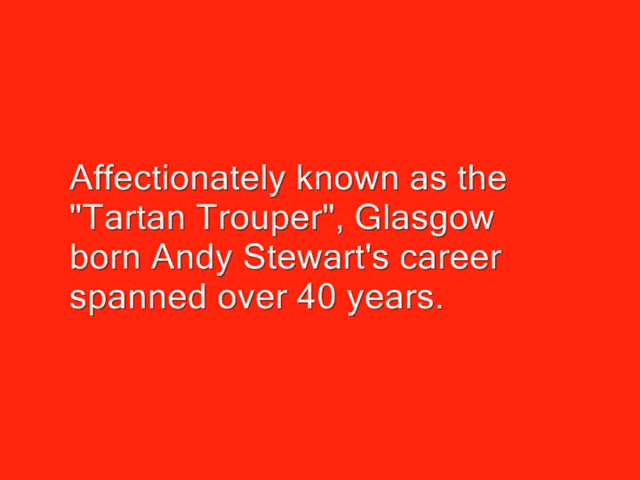 Affectionately known as the
"Tartan Trouper", Glasgow
born Andy Stewart's career
spanned over 40 years.